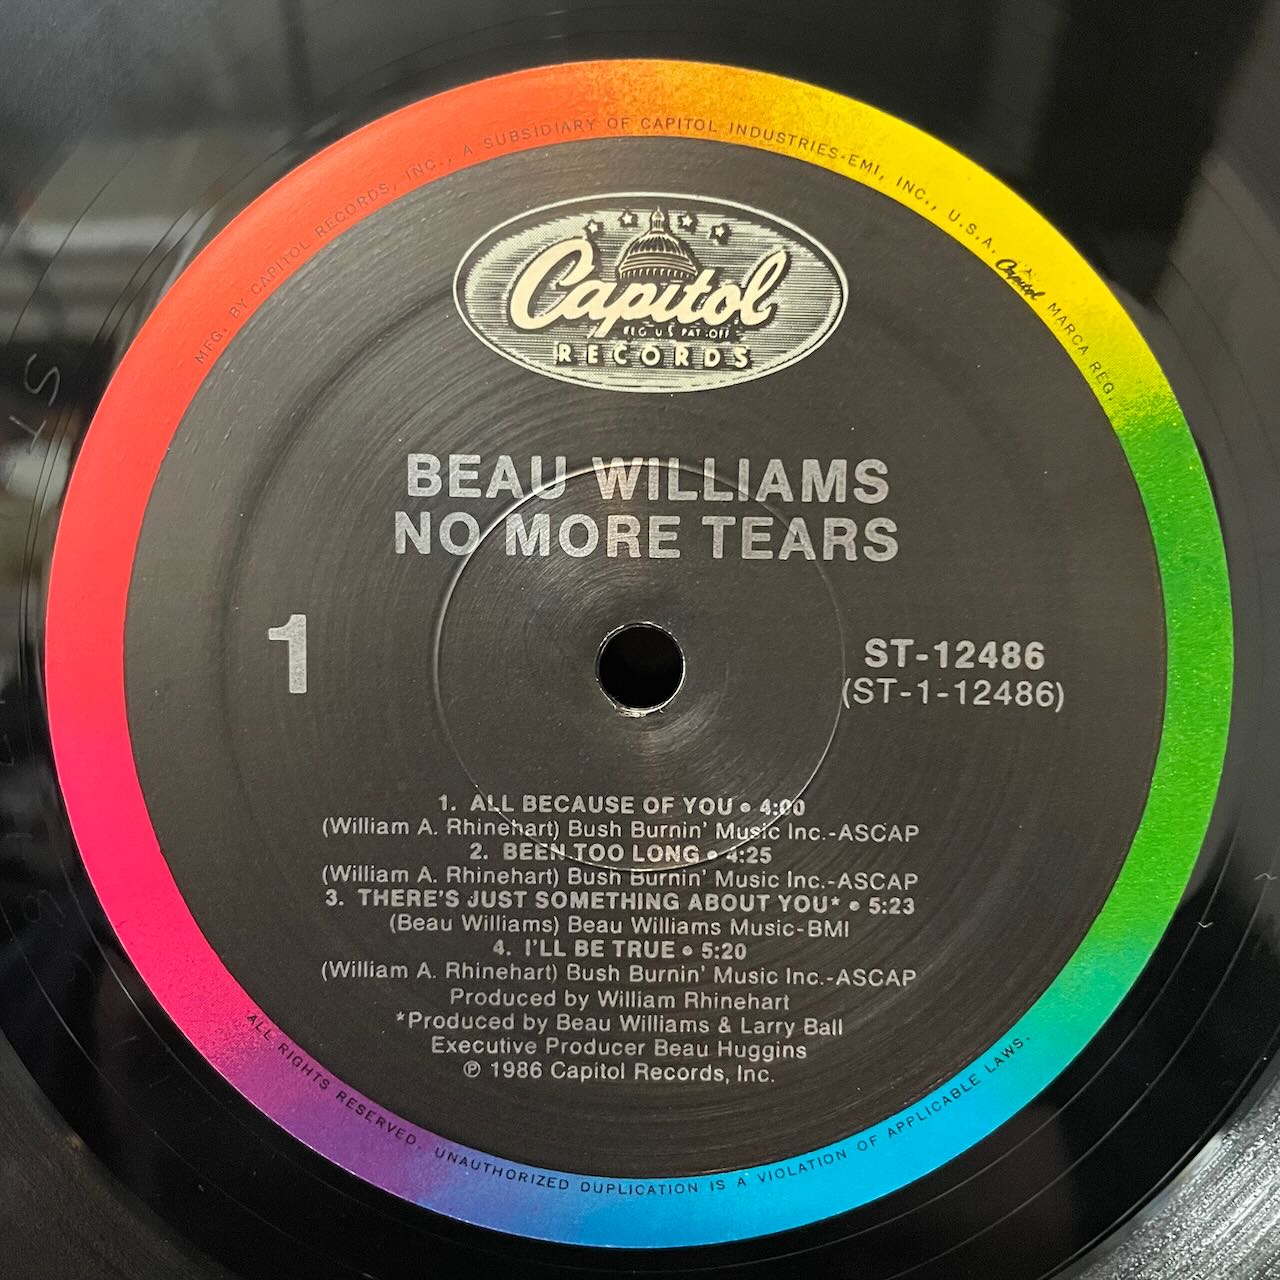 MFG. BY CAPITOL RECORDS, INC., A SUBSIDIARY OF CAPITOL INDUSTRIES-EMI, INC., U.S.A. Capitol MARCA REG.
Capitol
REG U.S. PAT. OFF.
RECORDS
BEAU WILLIAMS
NO MORE TEARS
1
ST-12486
(ST-1-12486)
1. ALL BECAUSE OF YOU • 4:00
(William A. Rhinehart) Bush Burnin' Music Inc.-ASCAP
2. BEEN TOO LONG • 4:25
(William A. Rhinehart) Bush Burnin' Music Inc.-ASCAP
3. THERE'S JUST SOMETHING ABOUT YOU* • 5:23
(Beau Williams) Beau Williams Music-BMI
4. I'LL BE TRUE • 5:20
(William A. Rhinehart) Bush Burnin' Music Inc.-ASCAP
Produced by William Rhinehart
*Produced by Beau Williams & Larry Ball
Executive Producer Beau Huggins
℗ 1986 Capitol Records, Inc.
ALL RIGHTS RESERVED. UNAUTHORIZED DUPLICATION IS A VIOLATION OF APPLICABLE LAWS.